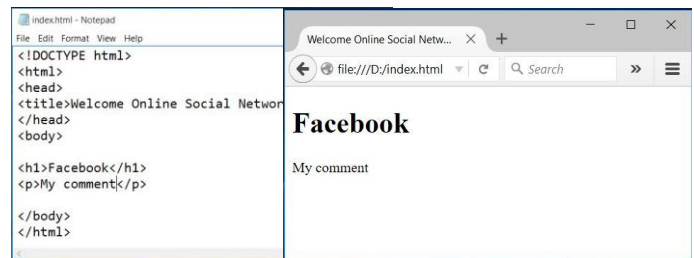 index.html - Notepad
File Edit Format View Help
<!DOCTYPE html>
<html>
<head>
<title>Welcome Online Social Networ
</head>
<body>
<h1>Facebook</h1>
<p>My comment</p>
</body>
</html>
Welcome Online Social Netw...
file:///D:/index.html
Search
Facebook
My comment